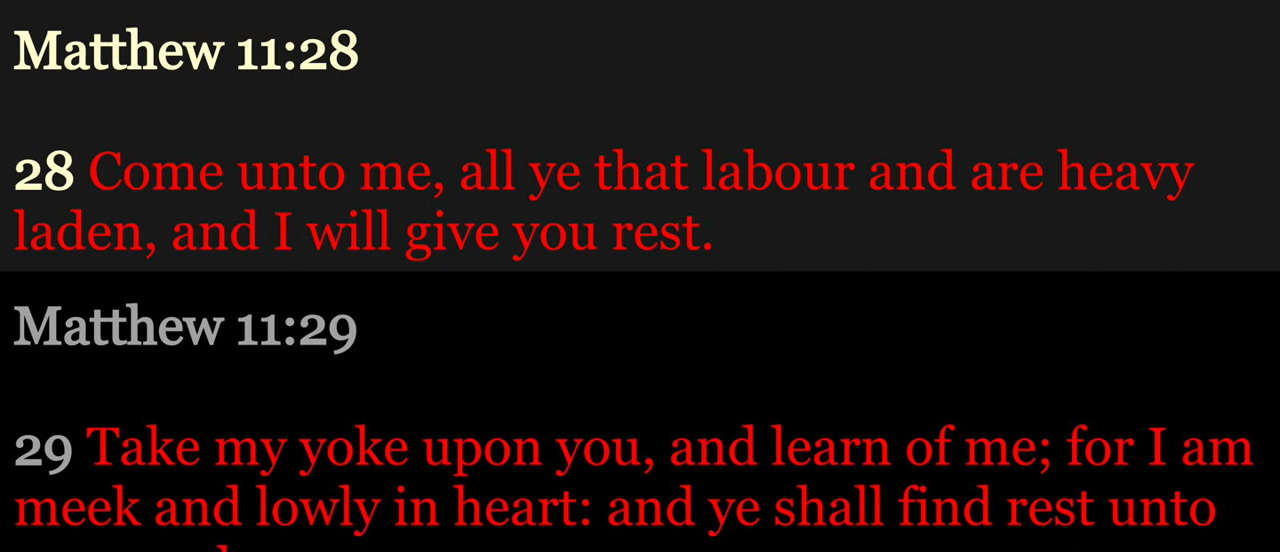 Matthew 11:28
28 Come unto me, all ye that labour and are heavy
laden, and I will give you rest.
Matthew 11:29
29 Take my yoke upon you, and learn of me; for I am
meek and lowly in heart: and ye shall find rest unto